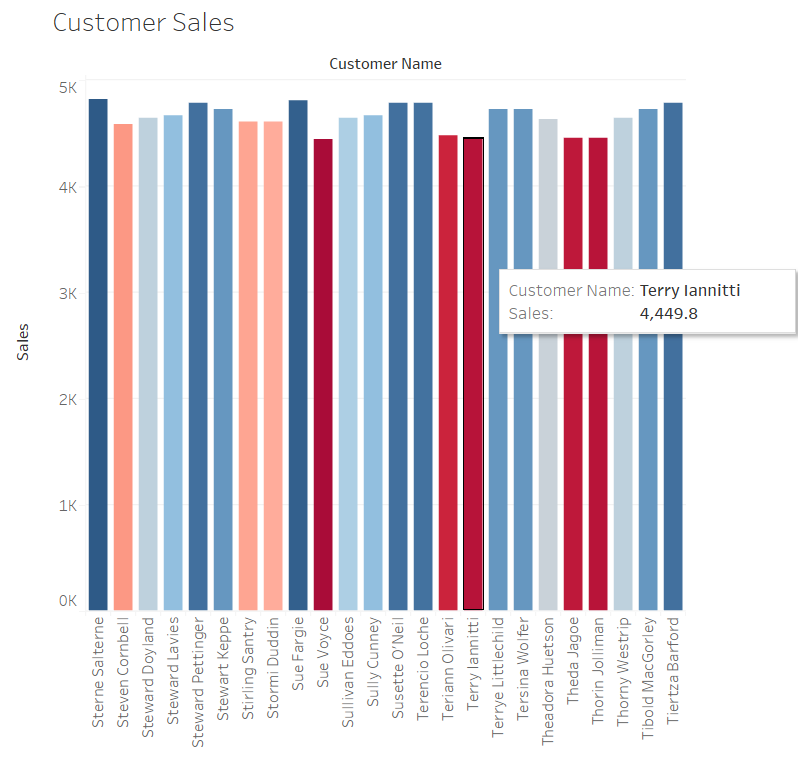 Customer Sales
Customer Name
5K
4K
3K
2K
1K
0K
Sales
Customer Name: Terry Iannitti
Sales: 4,449.8
Sterne Salterne
Steven Cornbell
Steward Doyland
Steward Lavies
Steward Pettinger
Stewart Keppe
Stirling Santry
Stormi Duddin
Sue Fargie
Sue Voyce
Sullivan Eddoes
Sully Cunney
Susette O'Neil
Terencio Loche
Teriann Olivari
Terry Iannitti
Terrye Littlechild
Tersina Wolfer
Theadora Huetson
Theda Jagoe
Thorin Jolliman
Thorny Westrip
Tibold MacGorley
Tiertza Barford